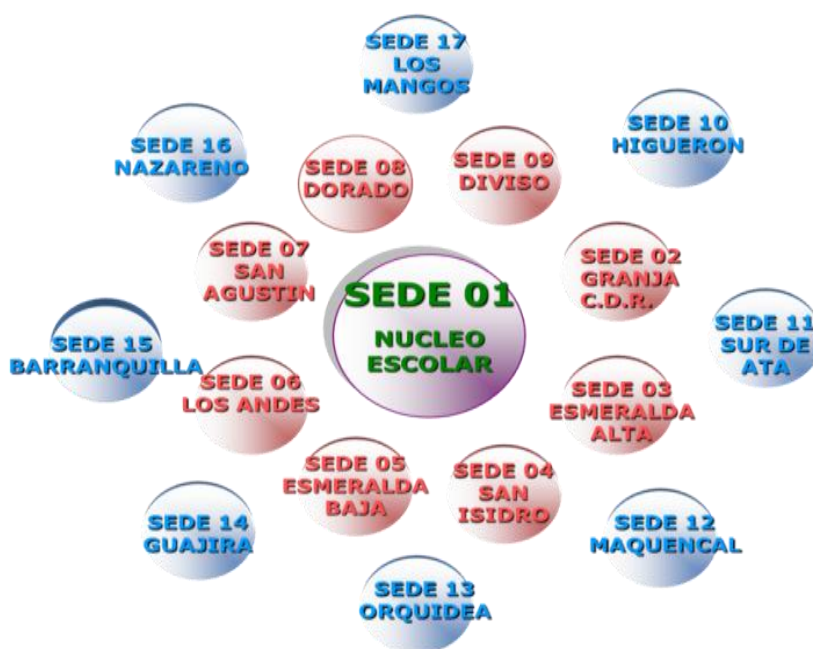 SEDE 17
LOS
MANGOS
SEDE 16
NAZARENO
SEDE 10
HIGUERON
SEDE 08
DORADO
SEDE 09
DIVISO
SEDE 07
SAN
AGUSTIN
SEDE 02
GRANJA
C.D.R.
SEDE 01
NUCLEO
ESCOLAR
SEDE 15
BARRANQUILLA
SEDE 11
SUR DE
ATA
SEDE 06
LOS ANDES
SEDE 03
ESMERALDA
ALTA
SEDE 05
ESMERALDA
BAJA
SEDE 04
SAN
ISIDRO
SEDE 14
GUAJIRA
SEDE 12
MAQUENCAL
SEDE 13
ORQUIDEA